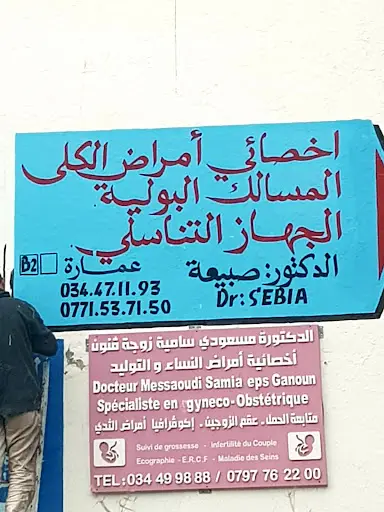 اخصائي أمراض الكلى
المسالك البولية
الجهاز التناسلي
الدكتور: صبيعة
Dr: SEBIA
عمارة B2
034.47.11.93
0771.53.71.50
الدكتورة مسعودي سامية زوجة قنون
أخصائية أمراض النساء و التوليد
Docteur Messaoudi Samia eps Ganoun
Spécialiste en gyneco-Obstétrique
متابعة الحمل - عقم الزوجين - إكوغرافيا أمراض الثدي
Suivi de grossesse - Infertilité du Couple
Ecographie - E.R.C.F - Maladie des Seins
TEL: 034 49 98 88 / 0797 76 22 00